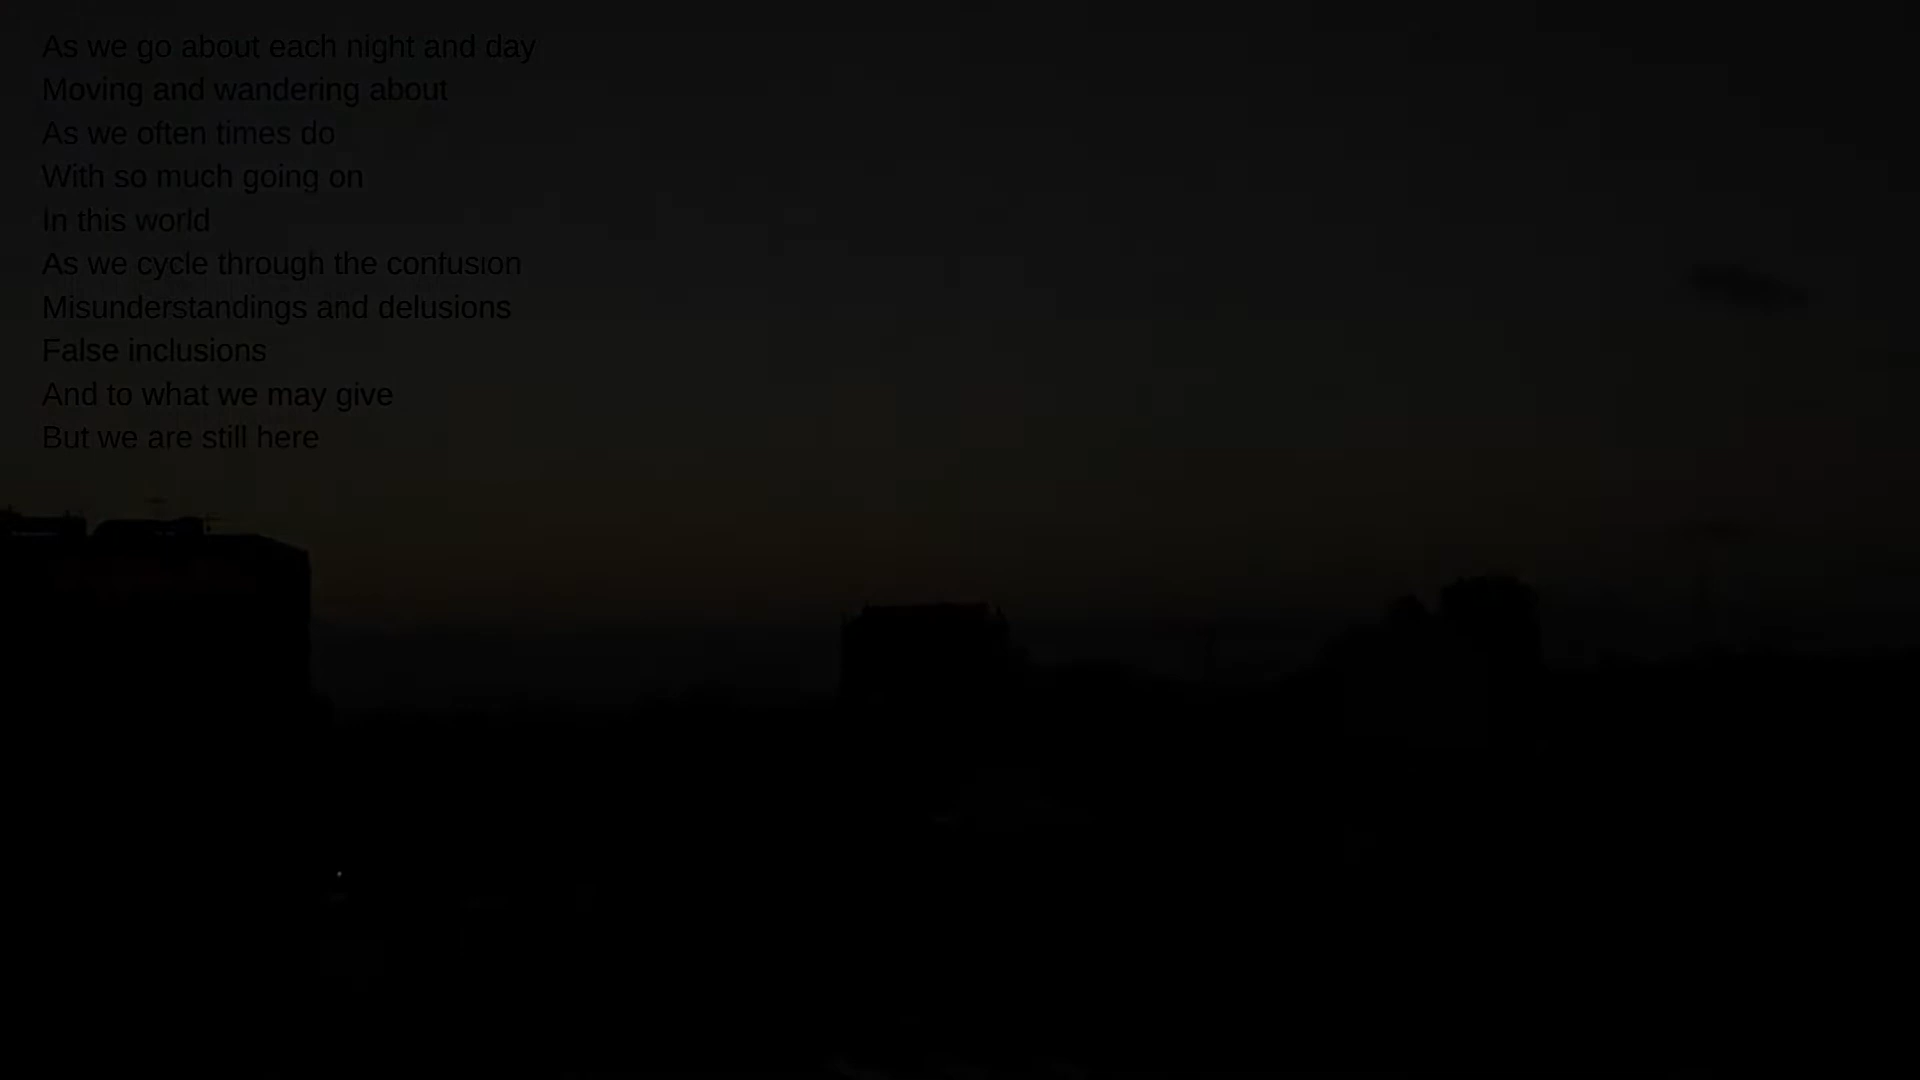 As we go about each night and day
Moving and wandering about
As we often times do
With so much going on
In this world
As we cycle through the confusion
Misunderstandings and delusions
False inclusions
And to what we may give
But we are still here